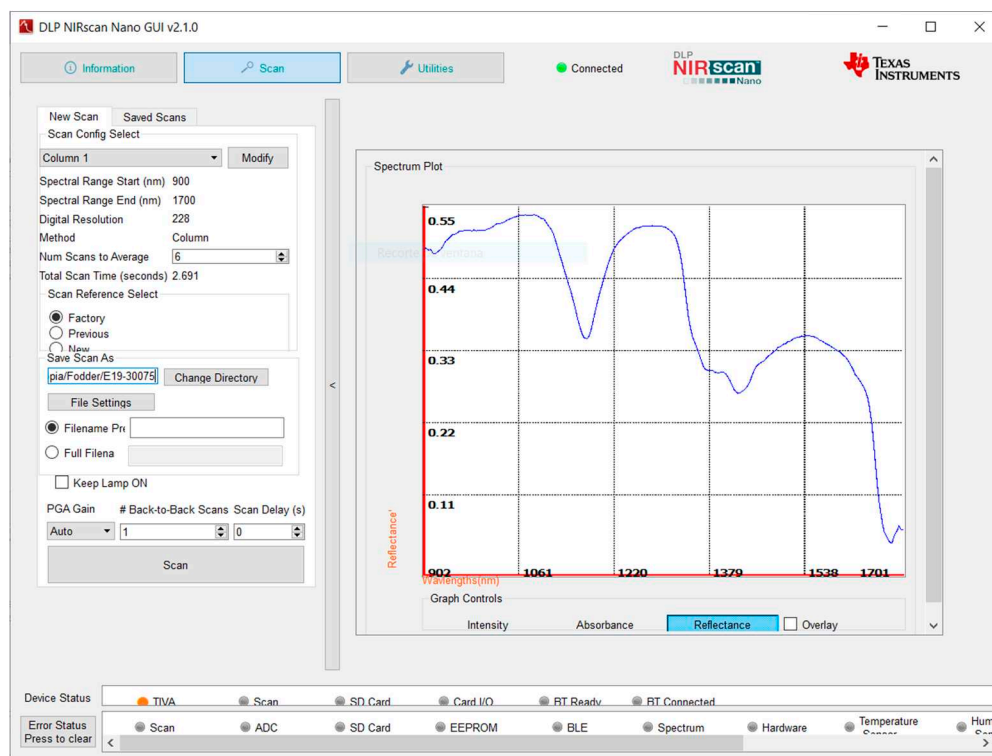 DLP NIRscan Nano GUI v2.1.0
Information
Scan
Utilities
Connected
DLP
NIRscan
Nano
TEXAS
INSTRUMENTS
New Scan
Saved Scans
Scan Config Select
Column 1
Modify
Spectral Range Start (nm) 900
Spectral Range End (nm) 1700
Digital Resolution 228
Method Column
Num Scans to Average 6
Total Scan Time (seconds) 2.691
Scan Reference Select
Factory
Previous
New
Save Scan As
pia/Fodder/E19-30075
Change Directory
File Settings
Filename Pre
Full Filena
Keep Lamp ON
PGA Gain # Back-to-Back Scans Scan Delay (s)
Auto 1 0
Scan
<
Spectrum Plot
0.55
0.44
0.33
0.22
0.11
Reflectance'
902 1061 1220 1379 1538 1701
Wavelengths(nm)
Graph Controls
Intensity Absorbance Reflectance Overlay
Device Status TIVA Scan SD Card Card I/O BT Ready BT Connected
Error Status
Press to clear
Scan ADC SD Card EEPROM BLE Spectrum Hardware Temperature